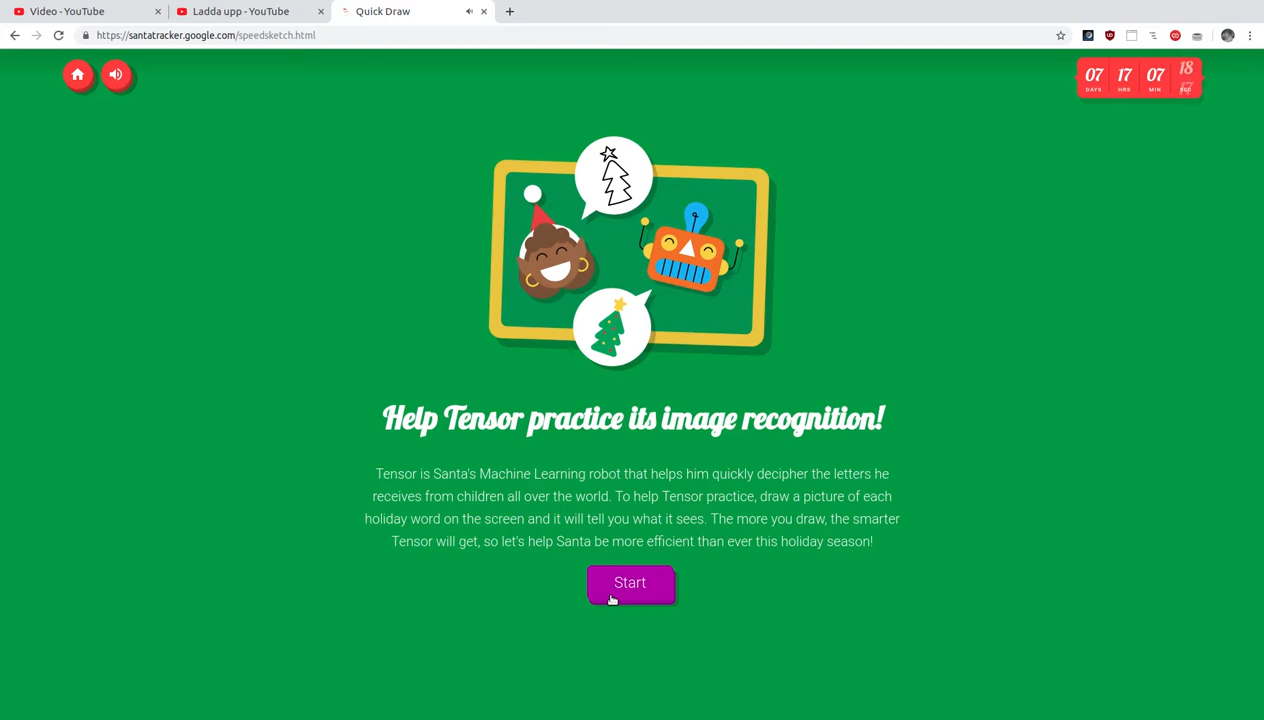 Video - YouTube
Ladda upp - YouTube
Quick Draw
https://santatracker.google.com/speedsketch.html
07 17 07 18
17
DAYS HRS MIN SEC
Help Tensor practice its image recognition!
Tensor is Santa's Machine Learning robot that helps him quickly decipher the letters he
receives from children all over the world. To help Tensor practice, draw a picture of each
holiday word on the screen and it will tell you what it sees. The more you draw, the smarter
Tensor will get, so let's help Santa be more efficient than ever this holiday season!
Start